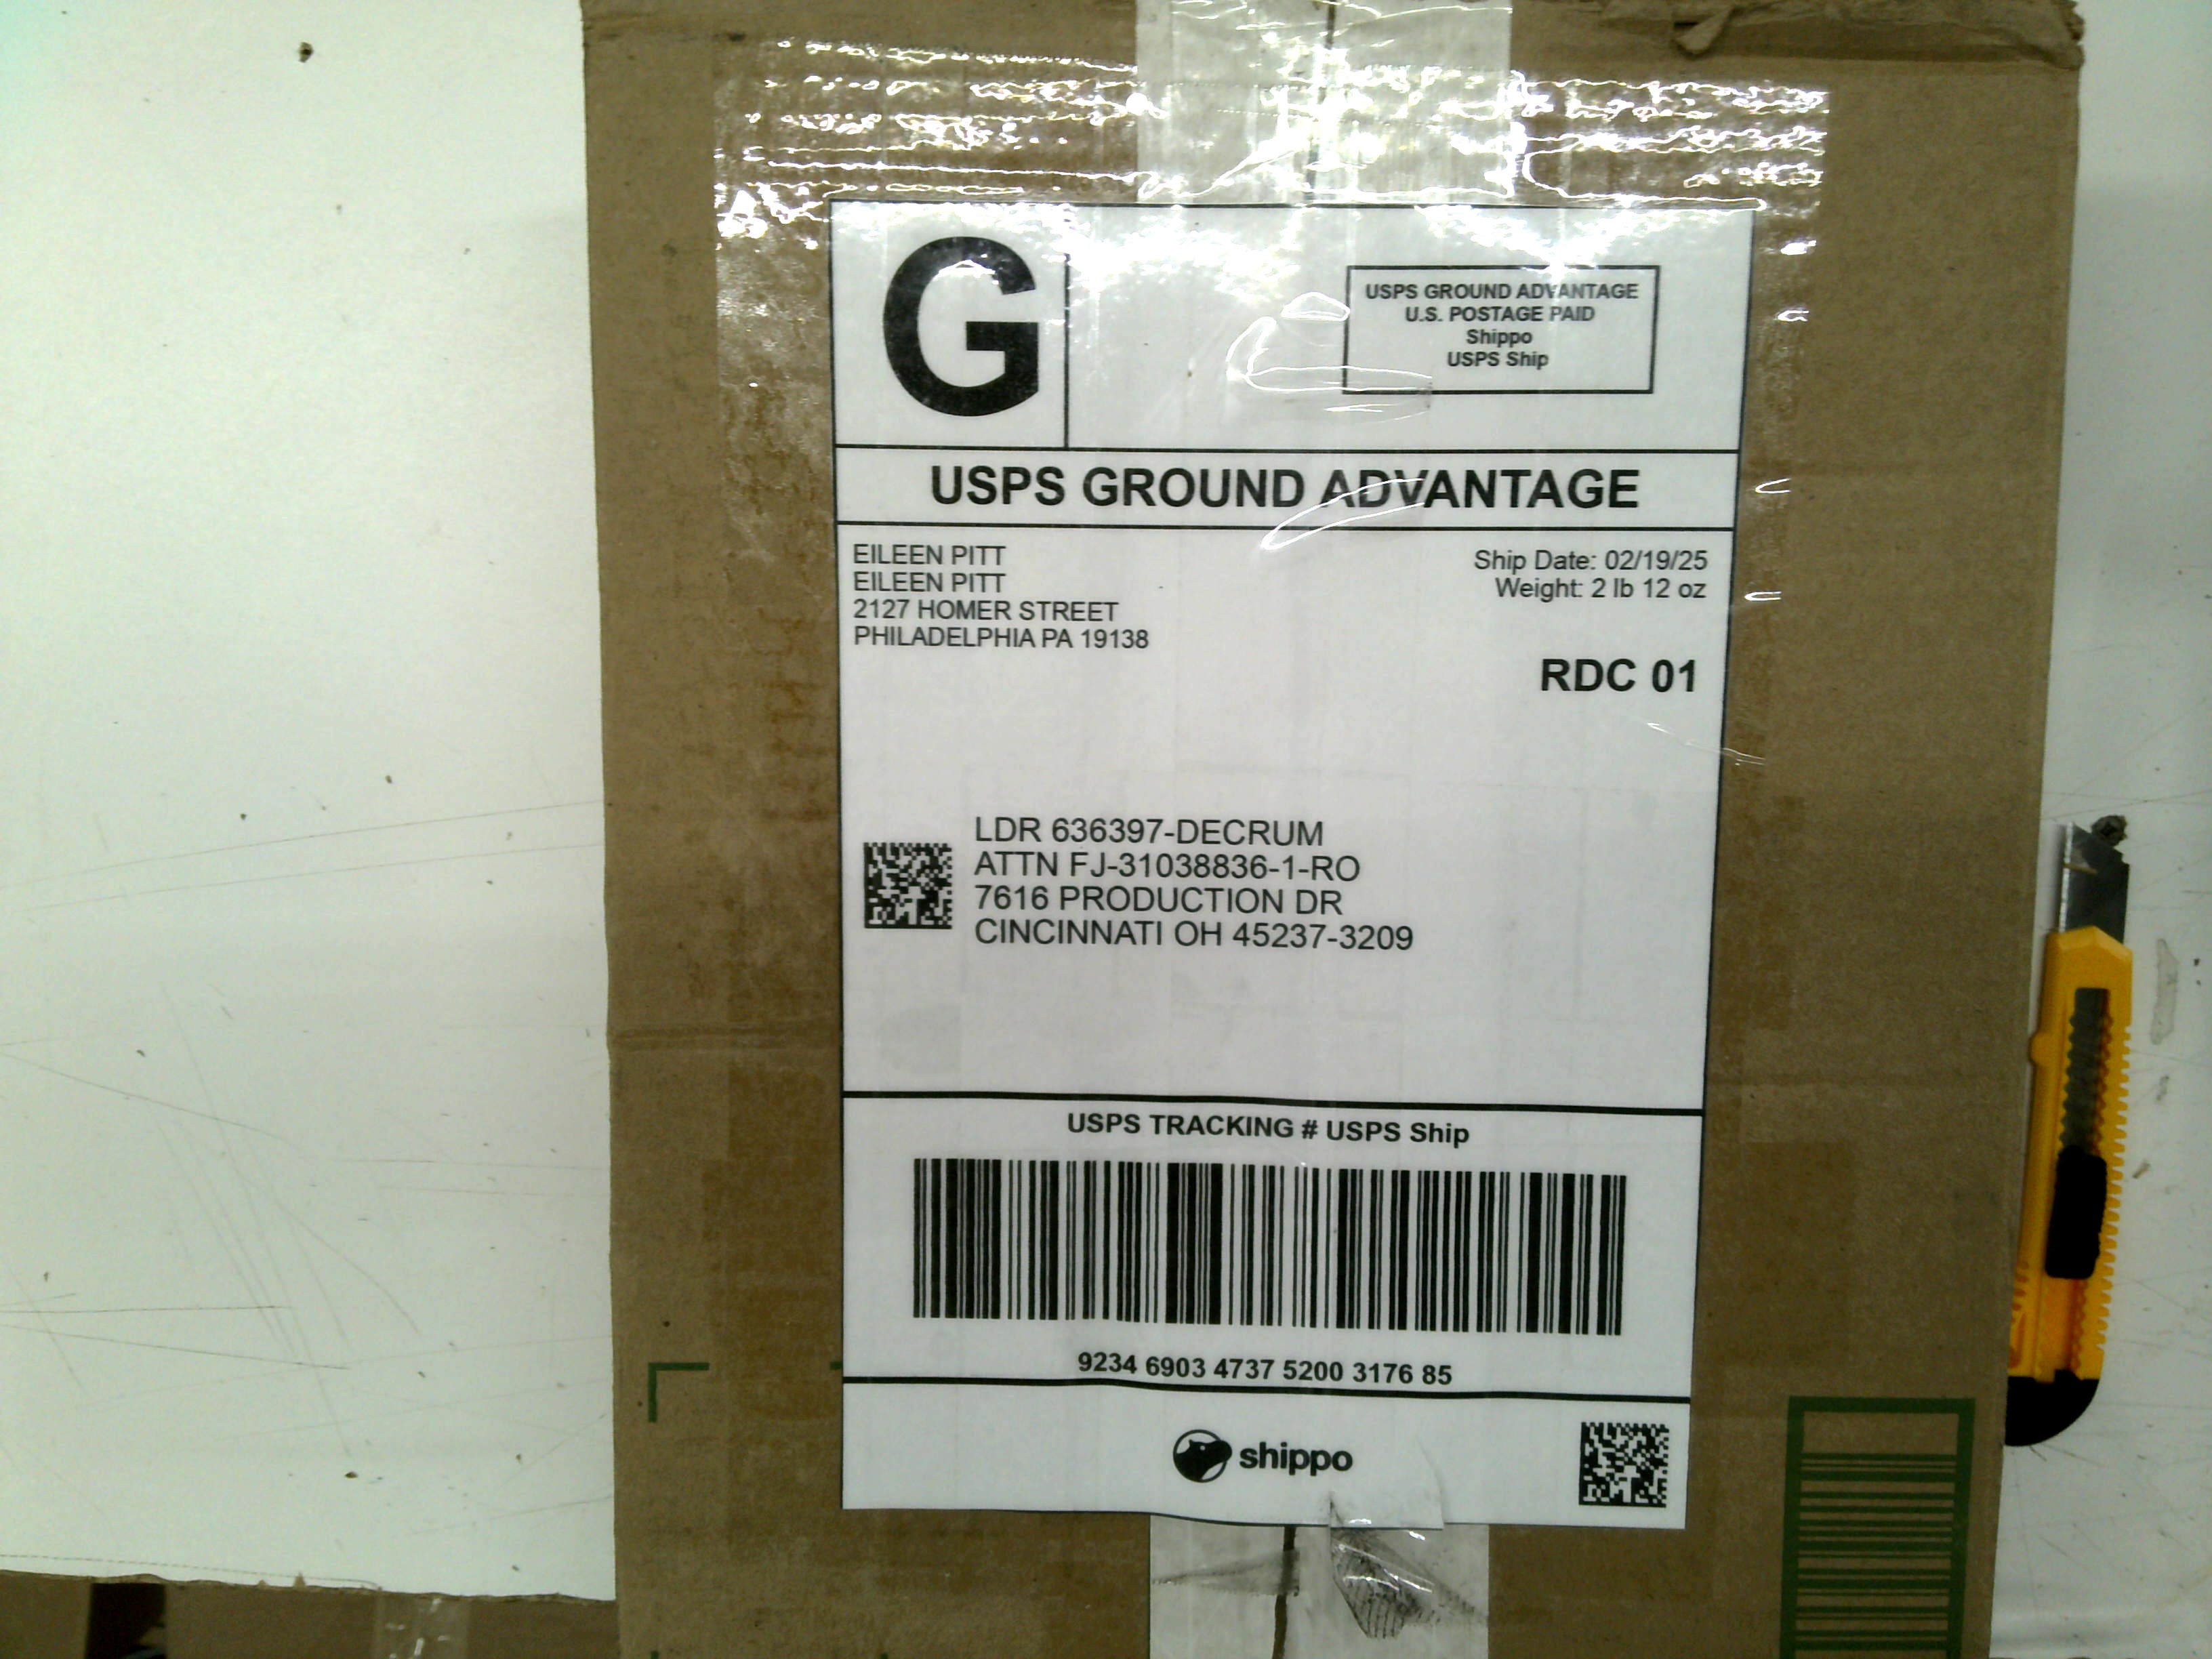 G
USPS GROUND ADVANTAGE
U.S. POSTAGE PAID
Shippo
USPS Ship
USPS GROUND ADVANTAGE
EILEEN PITT
EILEEN PITT
2127 HOMER STREET
PHILADELPHIA PA 19138
Ship Date: 02/19/25
Weight: 2 lb 12 oz
RDC 01
LDR 636397-DECRUM
ATTN FJ-31038836-1-RO
7616 PRODUCTION DR
CINCINNATI OH 45237-3209
USPS TRACKING # USPS Ship
9234 6903 4737 5200 3176 85
shippo